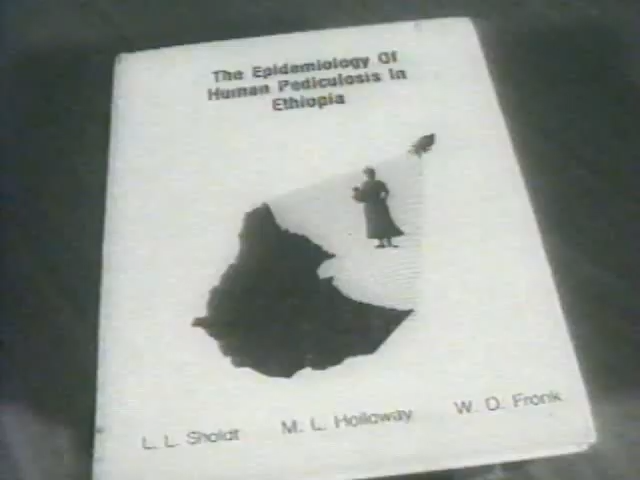 The Epidemiology Of
Human Pediculosis In
Ethiopia
L. L. Sholdt  M. L. Holloway  W. D. Fronk